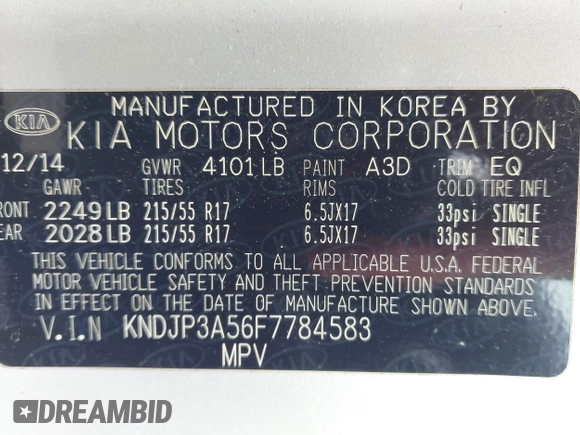 MANUFACTURED IN KOREA BY
KIA KIA MOTORS CORPORATION
12/14 GVWR 4101 LB PAINT A3D TRIM EQ
GAWR TIRES RIMS COLD TIRE INFL
RONT 2249 LB 215/55 R17 6.5JX17 33psi SINGLE
EAR 2028 LB 215/55 R17 6.5JX17 33psi SINGLE
THIS VEHICLE CONFORMS TO ALL APPLICABLE U.S.A. FEDERAL
MOTOR VEHICLE SAFETY AND THEFT PREVENTION STANDARDS
IN EFFECT ON THE DATE OF MANUFACTURE SHOWN ABOVE.
V.I.N KNDJP3A56F7784583
MPV
DREAMBID